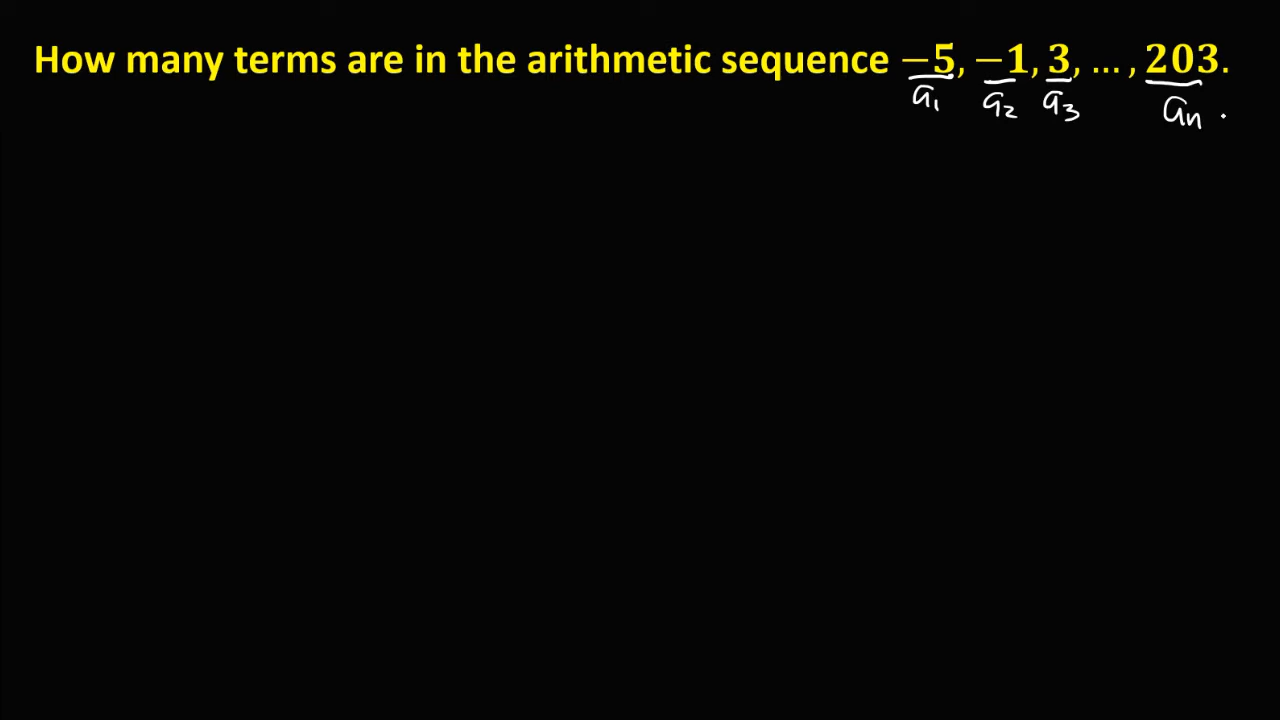 How many terms are in the arithmetic sequence −5, −1, 3, ... , 203.
a₁ a₂ a₃ aₙ